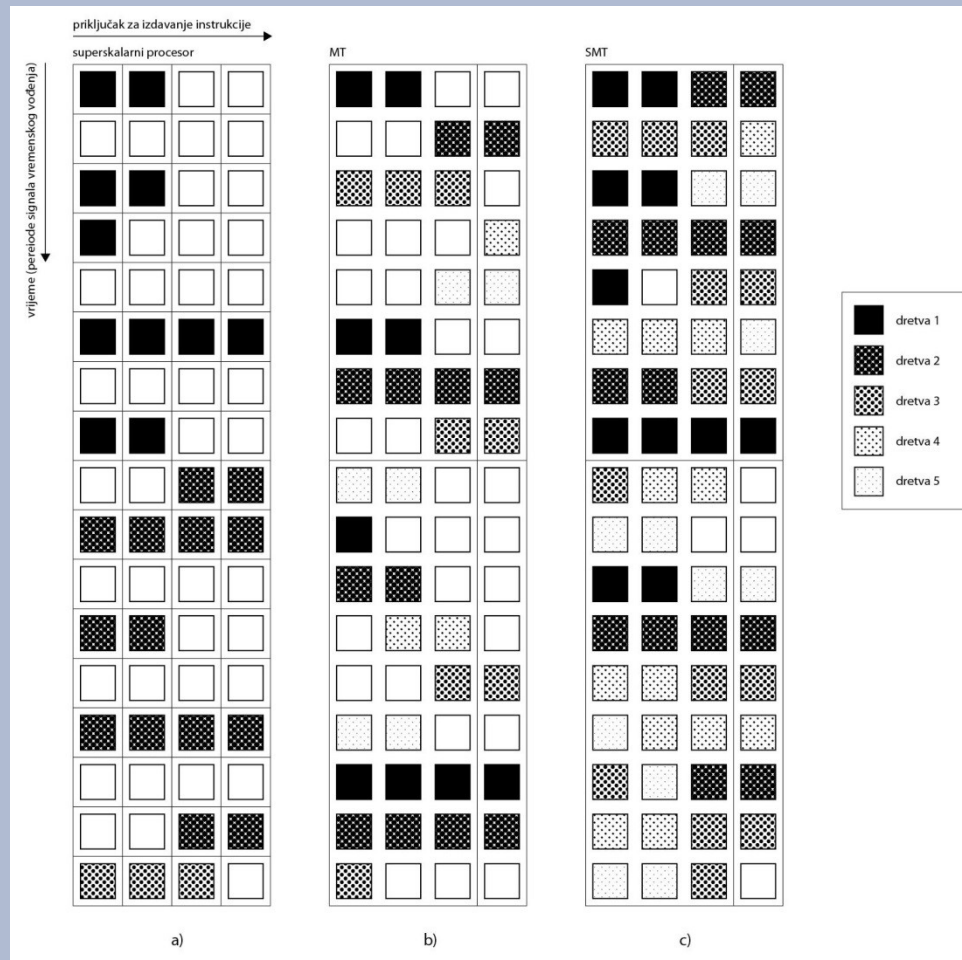 priključak za izdavanje instrukcije
superskalarni procesor
MT
SMT
vrijeme (pereiode signala vremenskog vođenja)
dretva 1
dretva 2
dretva 3
dretva 4
dretva 5
a)
b)
c)